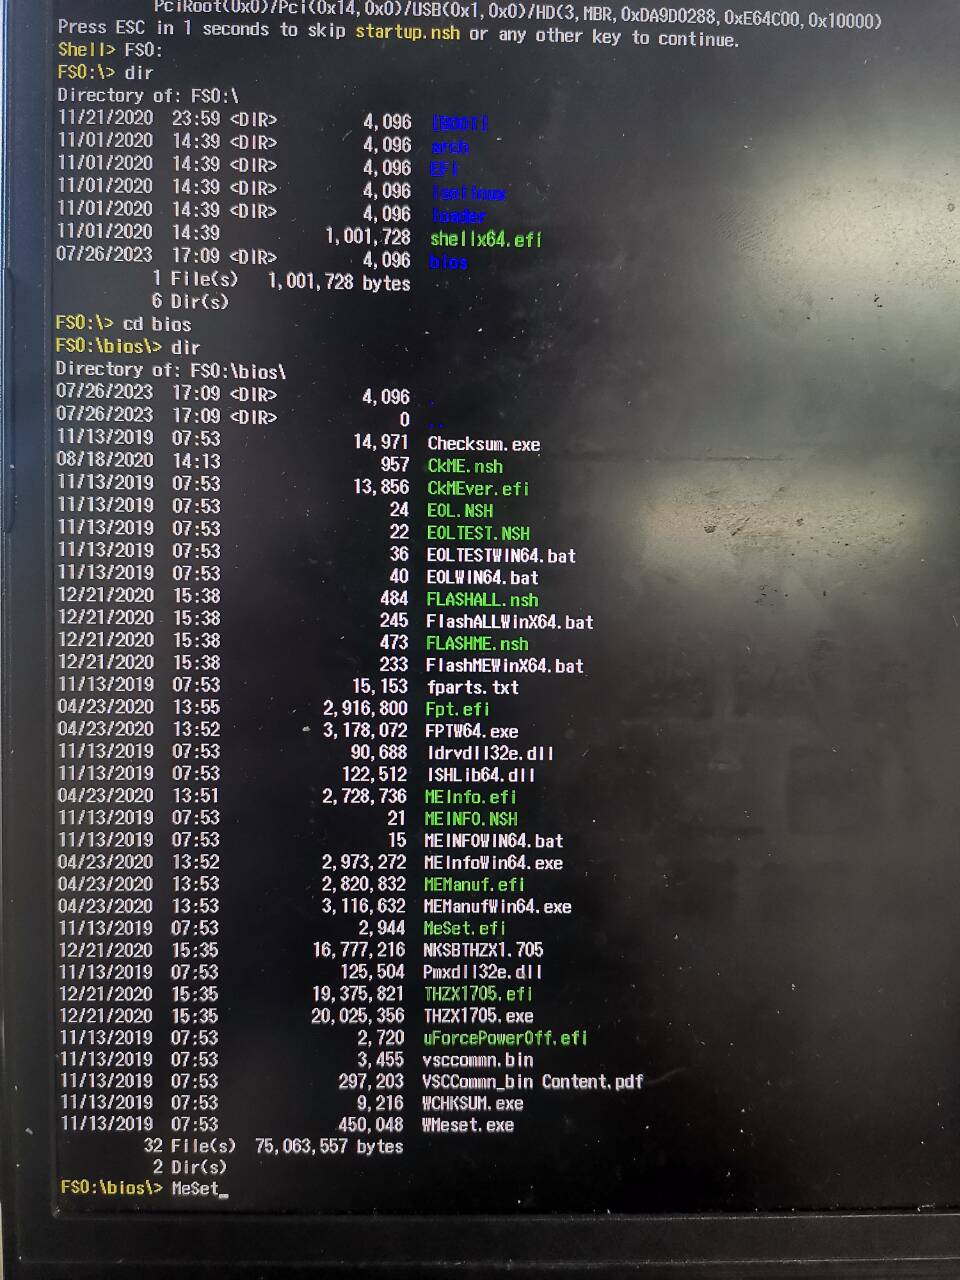 PciRoot(0x0)/Pci(0x14,0x0)/USB(0x1,0x0)/HD(3,MBR,0xDA9D0288,0xE64C00,0x10000)
Press ESC in 1 seconds to skip startup.nsh or any other key to continue.
Shell> FS0:
FS0:\> dir
Directory of: FS0:\
11/21/2020 23:59 <DIR> 4,096 [BOOT]
11/01/2020 14:39 <DIR> 4,096 arch
11/01/2020 14:39 <DIR> 4,096 EFI
11/01/2020 14:39 <DIR> 4,096 isolinux
11/01/2020 14:39 <DIR> 4,096 loader
11/01/2020 14:39 1,001,728 shellx64.efi
07/26/2023 17:09 <DIR> 4,096 bios
1 File(s) 1,001,728 bytes
6 Dir(s)
FS0:\> cd bios
FS0:\bios\> dir
Directory of: FS0:\bios\
07/26/2023 17:09 <DIR> 4,096 .
07/26/2023 17:09 <DIR> 0 ..
11/13/2019 07:53 14,971 Checksum.exe
08/18/2020 14:13 957 CkME.nsh
11/13/2019 07:53 13,856 CkMEver.efi
11/13/2019 07:53 24 EOL.NSH
11/13/2019 07:53 22 EOLTEST.NSH
11/13/2019 07:53 36 EOLTESTWIN64.bat
11/13/2019 07:53 40 EOLWIN64.bat
12/21/2020 15:38 484 FLASHALL.nsh
12/21/2020 15:38 245 FlashALLWinX64.bat
12/21/2020 15:38 473 FLASHME.nsh
12/21/2020 15:38 233 FlashMEWinX64.bat
11/13/2019 07:53 15,153 fparts.txt
04/23/2020 13:55 2,916,800 Fpt.efi
04/23/2020 13:52 3,178,072 FPTW64.exe
11/13/2019 07:53 90,688 Idrvdll32e.dll
11/13/2019 07:53 122,512 ISHLib64.dll
04/23/2020 13:51 2,728,736 MEInfo.efi
11/13/2019 07:53 21 MEINFO.NSH
11/13/2019 07:53 15 MEINFOWIN64.bat
04/23/2020 13:52 2,973,272 MEInfoWin64.exe
04/23/2020 13:53 2,820,832 MEManuf.efi
04/23/2020 13:53 3,116,632 MEManufWin64.exe
11/13/2019 07:53 2,944 MeSet.efi
12/21/2020 15:35 16,777,216 NKSBTHZX1.705
11/13/2019 07:53 125,504 Pmxdll32e.dll
12/21/2020 15:35 19,375,821 THZX1705.efi
12/21/2020 15:35 20,025,356 THZX1705.exe
11/13/2019 07:53 2,720 uForcePowerOff.efi
11/13/2019 07:53 3,455 vsccommn.bin
11/13/2019 07:53 297,203 VSCCommn_bin Content.pdf
11/13/2019 07:53 9,216 WCHKSUM.exe
11/13/2019 07:53 450,048 WMeset.exe
32 File(s) 75,063,557 bytes
2 Dir(s)
FS0:\bios\> MeSet_